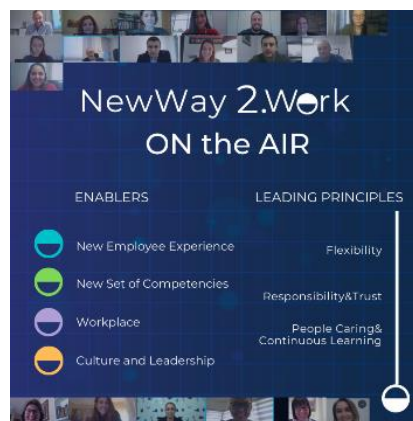 NewWay 2.Work
ON the AIR
ENABLERS
New Employee Experience
New Set of Competencies
Workplace
Culture and Leadership
LEADING PRINCIPLES
Flexibility
Responsibility&Trust
People Caring&
Continuous Learning